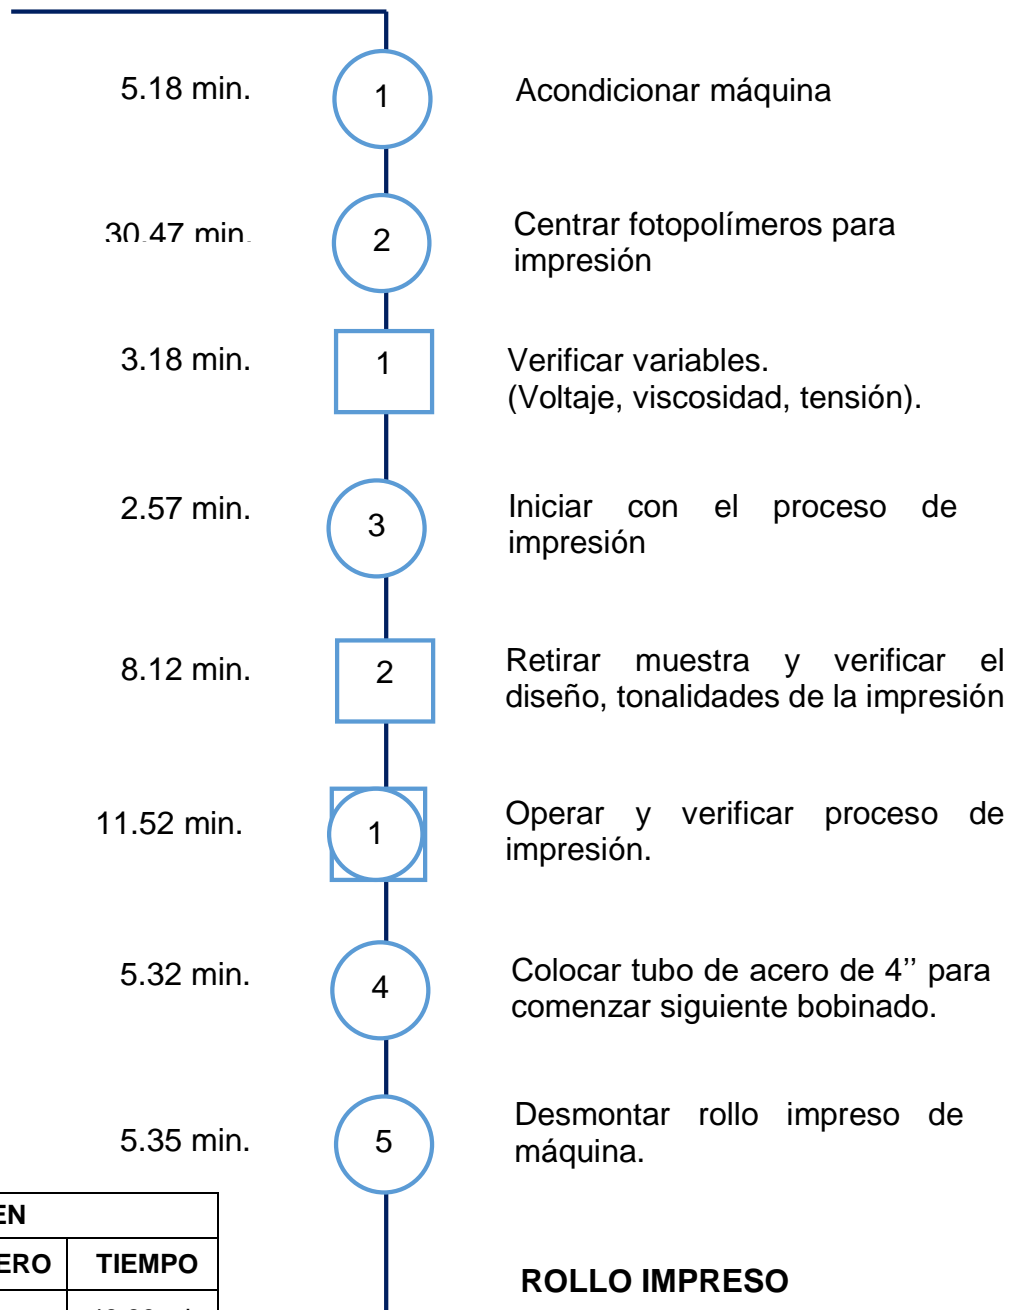 5.18 min.
1
Acondicionar máquina
30.47 min.
2
Centrar fotopolímeros para
impresión
3.18 min.
1
Verificar variables.
(Voltaje, viscosidad, tensión).
2.57 min.
3
Iniciar con el proceso de
impresión
8.12 min.
2
Retirar muestra y verificar el
diseño, tonalidades de la impresión
11.52 min.
1
Operar y verificar proceso de
impresión.
5.32 min.
4
Colocar tubo de acero de 4’’ para
comenzar siguiente bobinado.
5.35 min.
5
Desmontar rollo impreso de
máquina.
EN
ERO TIEMPO
ROLLO IMPRESO